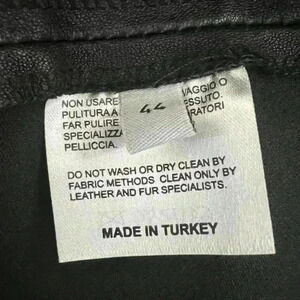 NON USARE VAGGIO O
PULITURA A SSUTO.
FAR PULIRE RATORI
SPECIALIZZA
PELLICCIA.
44
DO NOT WASH OR DRY CLEAN BY
FABRIC METHODS CLEAN ONLY BY
LEATHER AND FUR SPECIALISTS.
MADE IN TURKEY